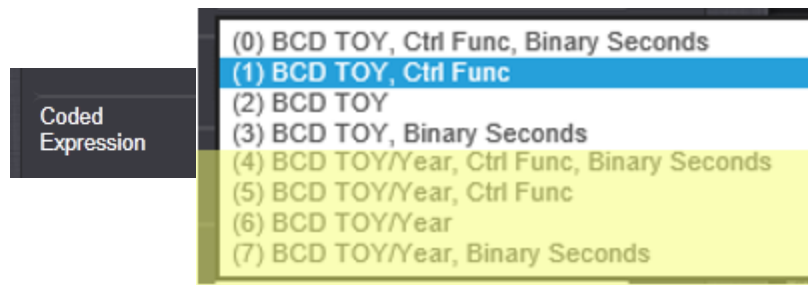 Coded
Expression
(0) BCD TOY, Ctrl Func, Binary Seconds
(1) BCD TOY, Ctrl Func
(2) BCD TOY
(3) BCD TOY, Binary Seconds
(4) BCD TOY/Year, Ctrl Func, Binary Seconds
(5) BCD TOY/Year, Ctrl Func
(6) BCD TOY/Year
(7) BCD TOY/Year, Binary Seconds